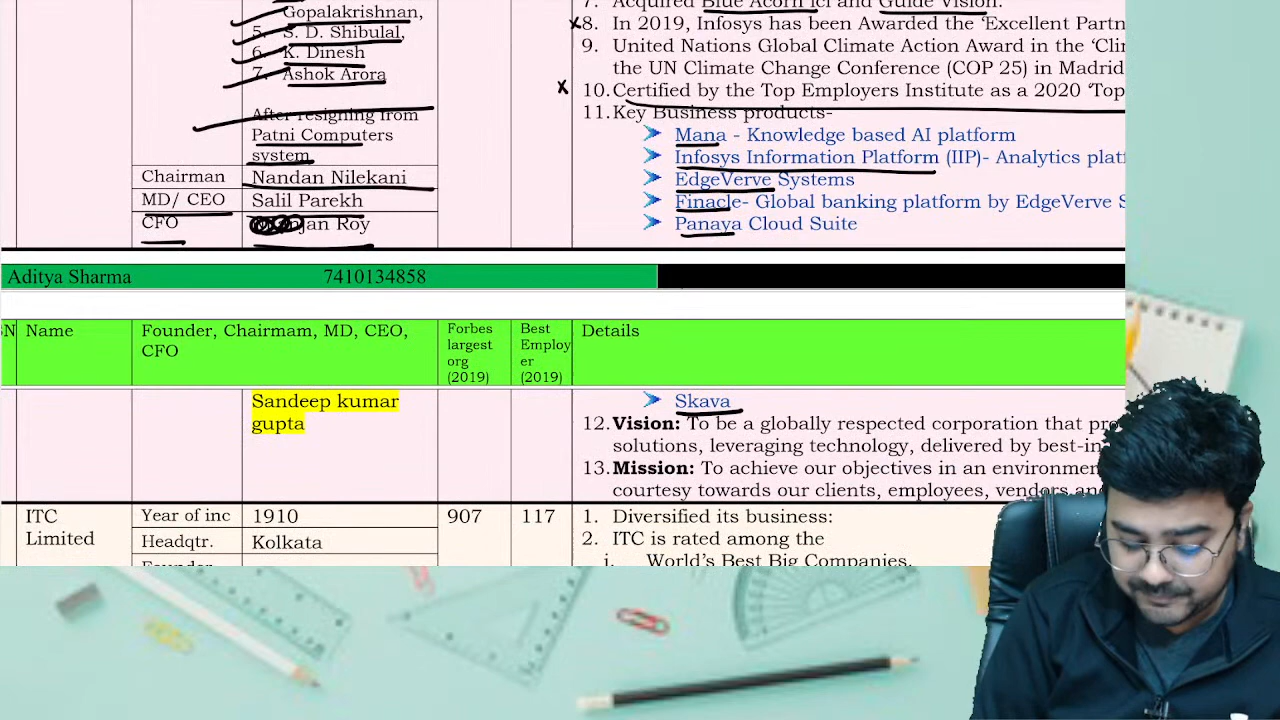 Gopalakrishnan,
5. S. D. Shibulal,
6. K. Dinesh
7. Ashok Arora
After resigning from
Patni Computers
system
Chairman Nandan Nilekani
MD/ CEO Salil Parekh
CFO Roy
7. Acquired Blue Acorn ici and Guide Vision.
8. In 2019, Infosys has been Awarded the ‘Excellent Partn
9. United Nations Global Climate Action Award in the ‘Clin
the UN Climate Change Conference (COP 25) in Madrid
10.Certified by the Top Employers Institute as a 2020 ‘Top
11.Key Business products-
Mana - Knowledge based AI platform
Infosys Information Platform (IIP)- Analytics platf
EdgeVerve Systems
Finacle- Global banking platform by EdgeVerve S
Panaya Cloud Suite
Aditya Sharma 7410134858
SN Name Founder, Chairmam, MD, CEO,
CFO
Forbes
largest
org
(2019)
Best
Employ
er
(2019)
Details
Sandeep kumar
gupta
Skava
12.Vision: To be a globally respected corporation that pro
solutions, leveraging technology, delivered by best-in
13.Mission: To achieve our objectives in an environmen
courtesy towards our clients, employees, vendors and
ITC
Limited
Year of inc 1910
Headqtr. Kolkata
Founder
907 117
1. Diversified its business:
2. ITC is rated among the
i. World’s Best Big Companies,